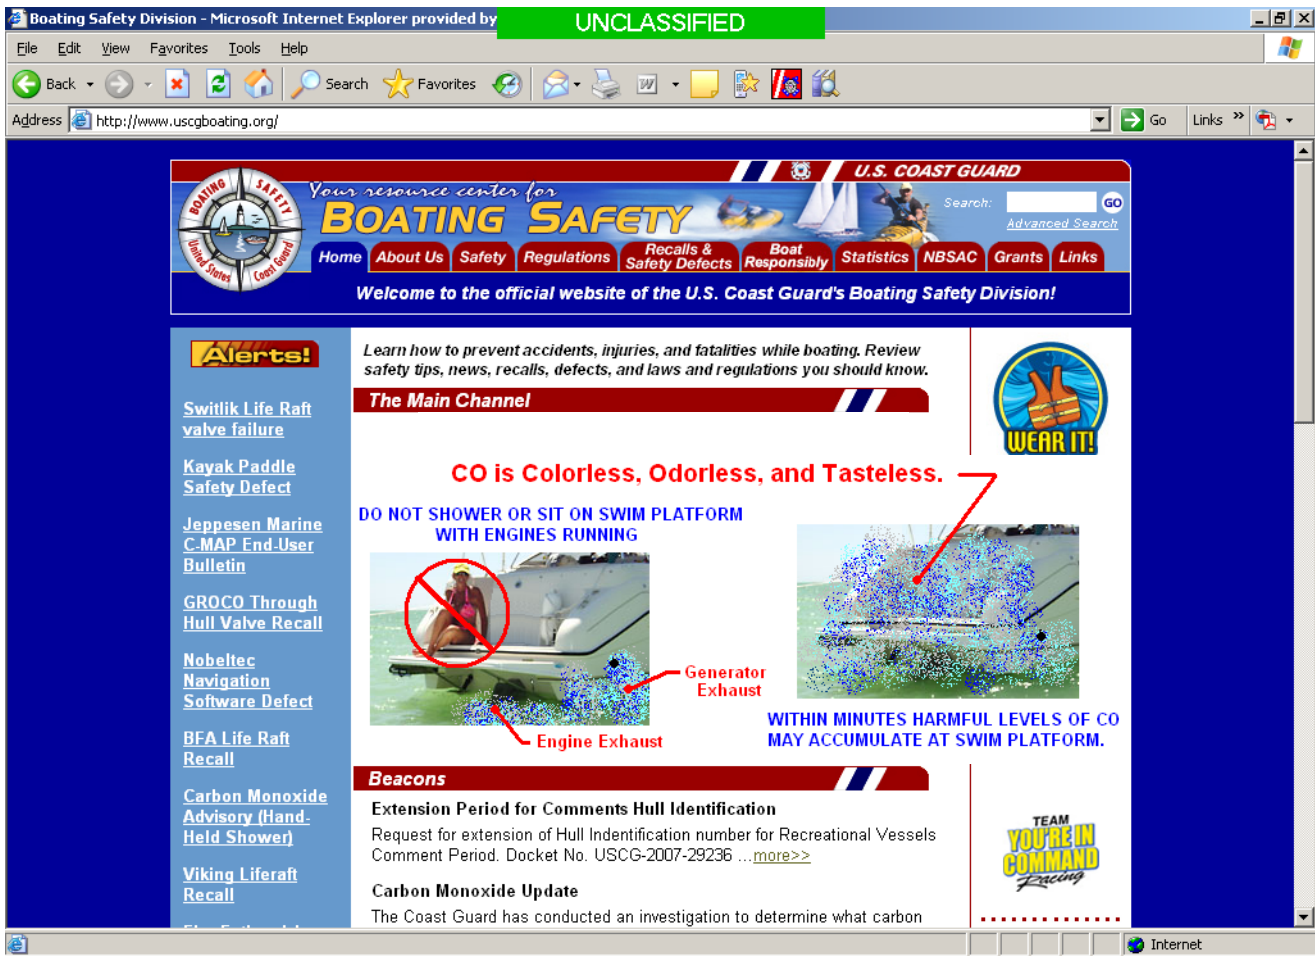 Boating Safety Division - Microsoft Internet Explorer provided by
UNCLASSIFIED
File Edit View Favorites Tools Help
Back Search Favorites
Address http://www.uscgboating.org/ Go Links »
U.S. COAST GUARD
BOATING SAFETY
United States Coast Guard
Your resource center for
BOATING SAFETY
Search: GO
Advanced Search
Home About Us Safety Regulations Recalls & Safety Defects Boat Responsibly Statistics NBSAC Grants Links
Welcome to the official website of the U.S. Coast Guard's Boating Safety Division!
Alerts!
Switlik Life Raft
valve failure
Kayak Paddle
Safety Defect
Jeppesen Marine
C-MAP End-User
Bulletin
GROCO Through
Hull Valve Recall
Nobeltec
Navigation
Software Defect
BFA Life Raft
Recall
Carbon Monoxide
Advisory (Hand-
Held Shower)
Viking Liferaft
Recall
Learn how to prevent accidents, injuries, and fatalities while boating. Review
safety tips, news, recalls, defects, and laws and regulations you should know.
The Main Channel
CO is Colorless, Odorless, and Tasteless.
DO NOT SHOWER OR SIT ON SWIM PLATFORM
WITH ENGINES RUNNING
Generator
Exhaust
Engine Exhaust
WITHIN MINUTES HARMFUL LEVELS OF CO
MAY ACCUMULATE AT SWIM PLATFORM.
Beacons
Extension Period for Comments Hull Identification
Request for extension of Hull Indentification number for Recreational Vessels
Comment Period. Docket No. USCG-2007-29236 ...more>>
Carbon Monoxide Update
The Coast Guard has conducted an investigation to determine what carbon
WEAR IT!
TEAM
YOU'RE IN
COMMAND
Racing
Internet